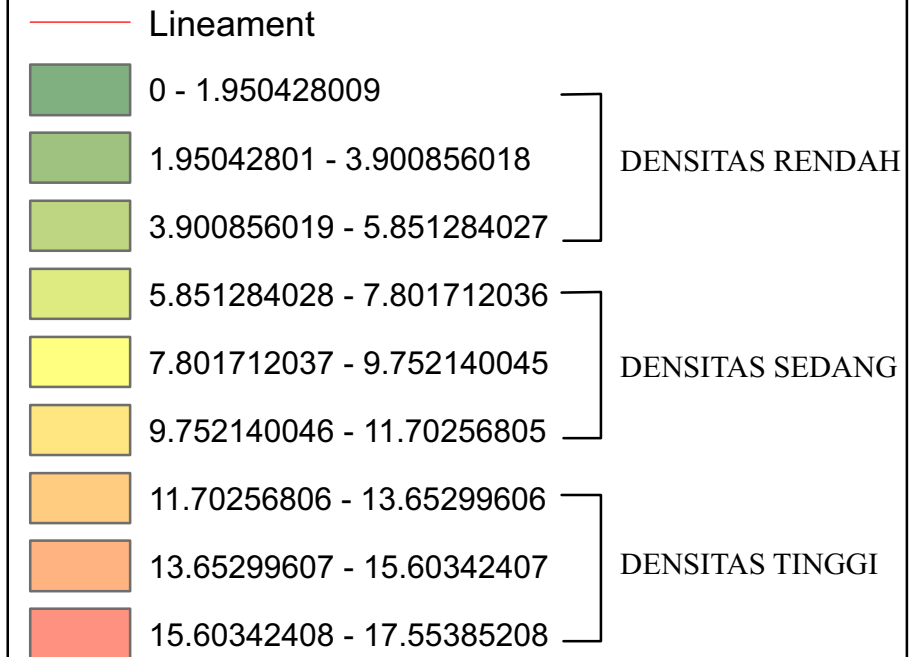 Lineament
0 - 1.950428009
1.95042801 - 3.900856018
DENSITAS RENDAH
3.900856019 - 5.851284027
5.851284028 - 7.801712036
7.801712037 - 9.752140045
DENSITAS SEDANG
9.752140046 - 11.70256805
11.70256806 - 13.65299606
13.65299607 - 15.60342407
DENSITAS TINGGI
15.60342408 - 17.55385208